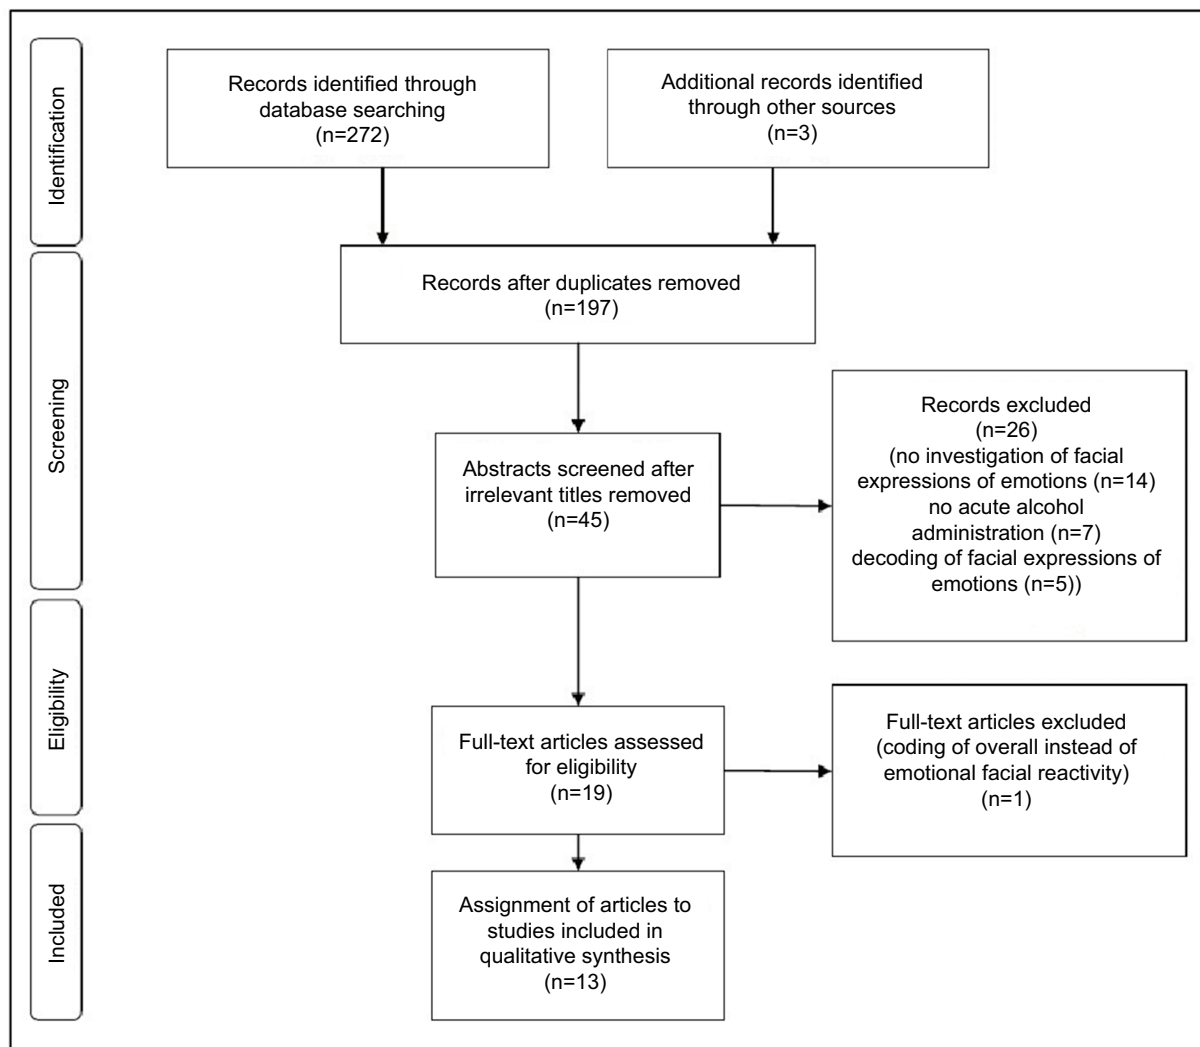 Identification
Records identified through
database searching
(n=272)
Additional records identified
through other sources
(n=3)
Screening
Records after duplicates removed
(n=197)
Abstracts screened after
irrelevant titles removed
(n=45)
Records excluded
(n=26)
(no investigation of facial
expressions of emotions (n=14)
no acute alcohol
administration (n=7)
decoding of facial expressions of
emotions (n=5))
Eligibility
Full-text articles assessed
for eligibility
(n=19)
Full-text articles excluded
(coding of overall instead of
emotional facial reactivity)
(n=1)
Included
Assignment of articles to
studies included in
qualitative synthesis
(n=13)